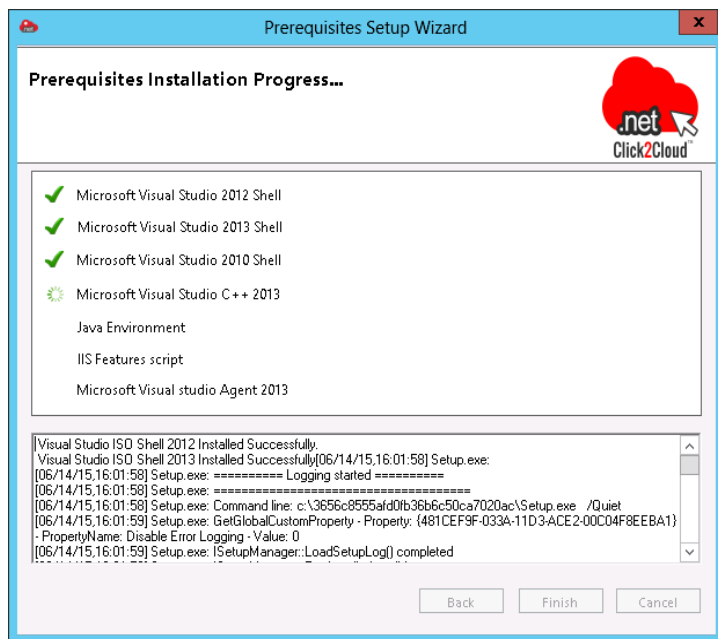 Prerequisites Setup Wizard
x
Prerequisites Installation Progress...
.net
Click2Cloud™
Microsoft Visual Studio 2012 Shell
Microsoft Visual Studio 2013 Shell
Microsoft Visual Studio 2010 Shell
Microsoft Visual Studio C++ 2013
Java Environment
IIS Features script
Microsoft Visual studio Agent 2013
Visual Studio ISO Shell 2012 Installed Successfully.
Visual Studio ISO Shell 2013 Installed Successfully[06/14/15,16:01:58] Setup.exe:
[06/14/15,16:01:58] Setup.exe: ========== Logging started ==========
[06/14/15,16:01:58] Setup.exe: ===================================
[06/14/15,16:01:58] Setup.exe: Command line: c:\3656c8555afd0fb36b6c50ca7020ac\Setup.exe /Quiet
[06/14/15,16:01:59] Setup.exe: GetGlobalCustomProperty - Property: {481CEF9F-033A-11D3-ACE2-00C04F8EEBA1}
- PropertyName: Disable Error Logging - Value: 0
[06/14/15,16:01:59] Setup.exe: ISetupManager::LoadSetupLog() completed
Back
Finish
Cancel